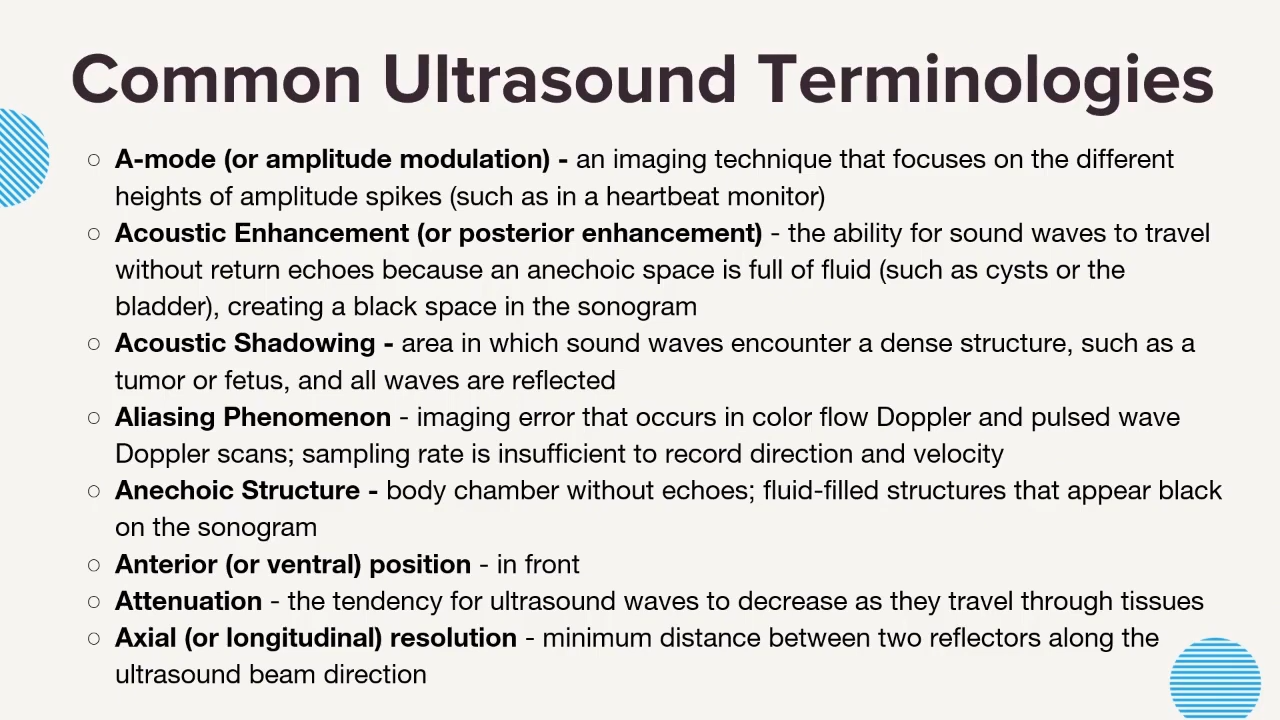 Common Ultrasound Terminologies
○ A-mode (or amplitude modulation) - an imaging technique that focuses on the different
heights of amplitude spikes (such as in a heartbeat monitor)
○ Acoustic Enhancement (or posterior enhancement) - the ability for sound waves to travel
without return echoes because an anechoic space is full of fluid (such as cysts or the
bladder), creating a black space in the sonogram
○ Acoustic Shadowing - area in which sound waves encounter a dense structure, such as a
tumor or fetus, and all waves are reflected
○ Aliasing Phenomenon - imaging error that occurs in color flow Doppler and pulsed wave
Doppler scans; sampling rate is insufficient to record direction and velocity
○ Anechoic Structure - body chamber without echoes; fluid-filled structures that appear black
on the sonogram
○ Anterior (or ventral) position - in front
○ Attenuation - the tendency for ultrasound waves to decrease as they travel through tissues
○ Axial (or longitudinal) resolution - minimum distance between two reflectors along the
ultrasound beam direction